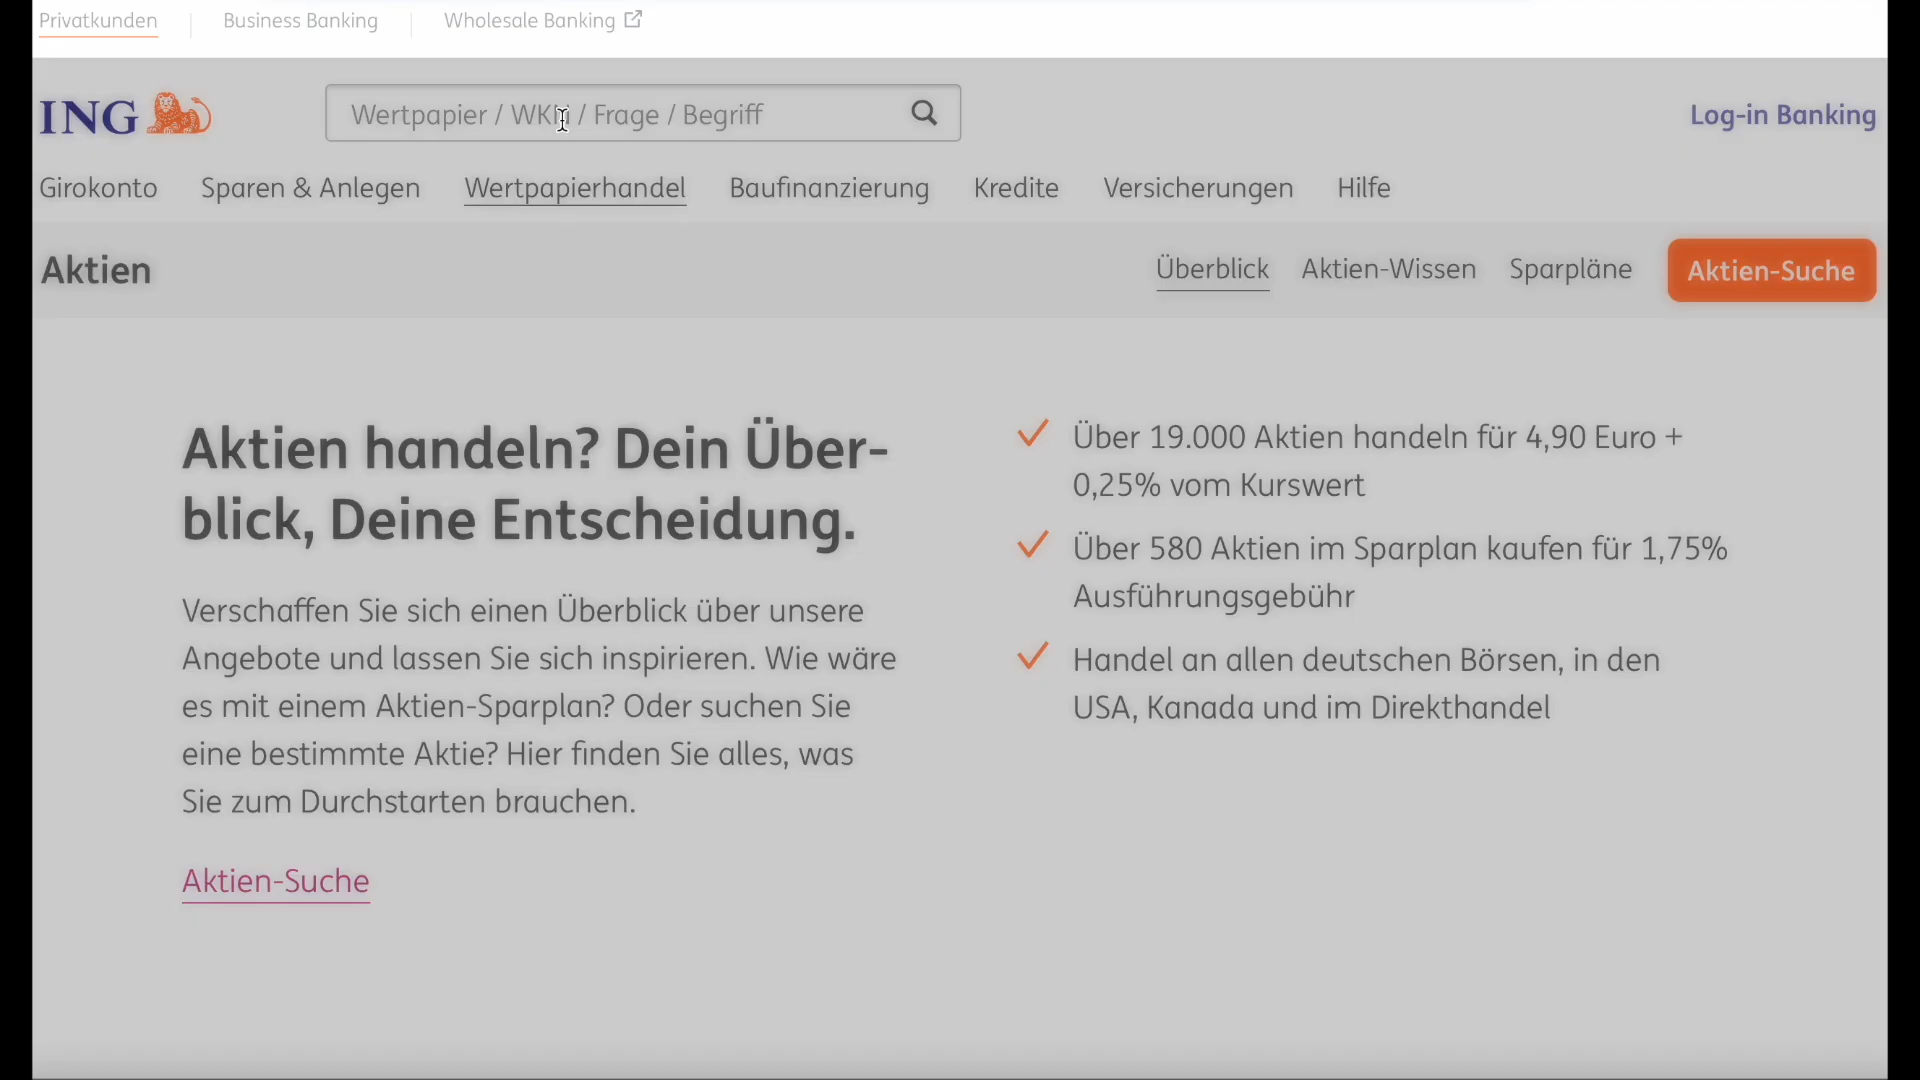 Privatkunden
Business Banking
Wholesale Banking
ING
Wertpapier / WKN / Frage / Begriff
Log-in Banking
Girokonto
Sparen & Anlegen
Wertpapierhandel
Baufinanzierung
Kredite
Versicherungen
Hilfe
Aktien
Überblick
Aktien-Wissen
Sparpläne
Aktien-Suche
Aktien handeln? Dein Über-
blick, Deine Entscheidung.
Verschaffen Sie sich einen Überblick über unsere
Angebote und lassen Sie sich inspirieren. Wie wäre
es mit einem Aktien-Sparplan? Oder suchen Sie
eine bestimmte Aktie? Hier finden Sie alles, was
Sie zum Durchstarten brauchen.
Aktien-Suche
Über 19.000 Aktien handeln für 4,90 Euro +
0,25% vom Kurswert
Über 580 Aktien im Sparplan kaufen für 1,75%
Ausführungsgebühr
Handel an allen deutschen Börsen, in den
USA, Kanada und im Direkthandel